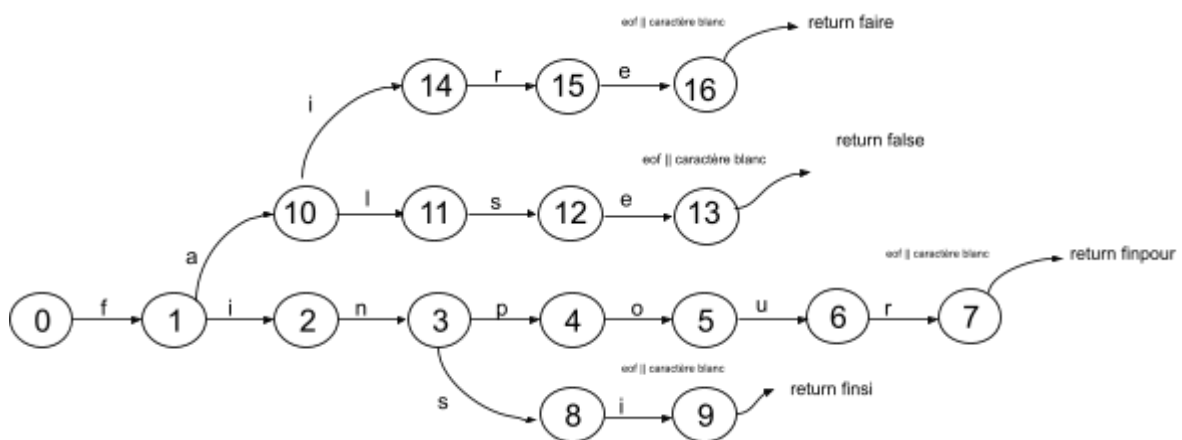 eof || caractère blanc
return faire
14
r
15
e
16
i
return false
eof || caractère blanc
10
l
11
s
12
e
13
a
eof || caractère blanc
return finpour
0
f
1
i
2
n
3
p
4
o
5
u
6
r
7
eof || caractère blanc
return finsi
s
8
i
9